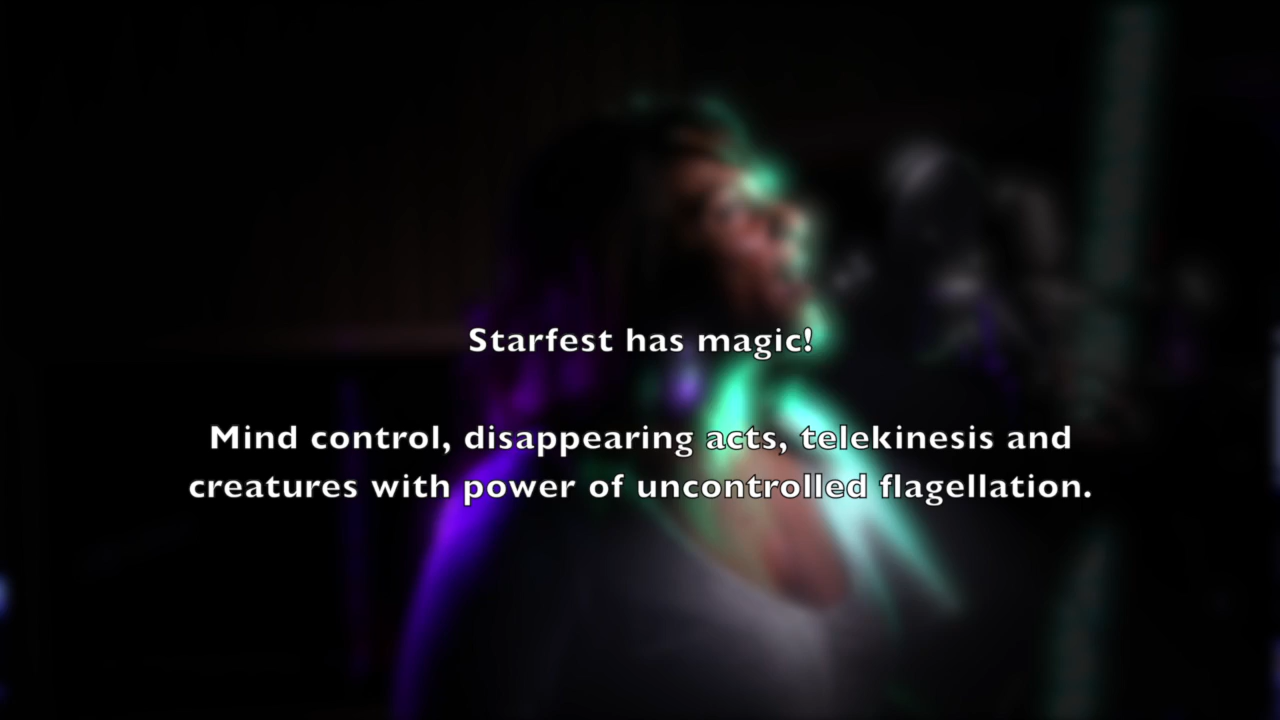 Starfest has magic!
Mind control, disappearing acts, telekinesis and
creatures with power of uncontrolled flagellation.